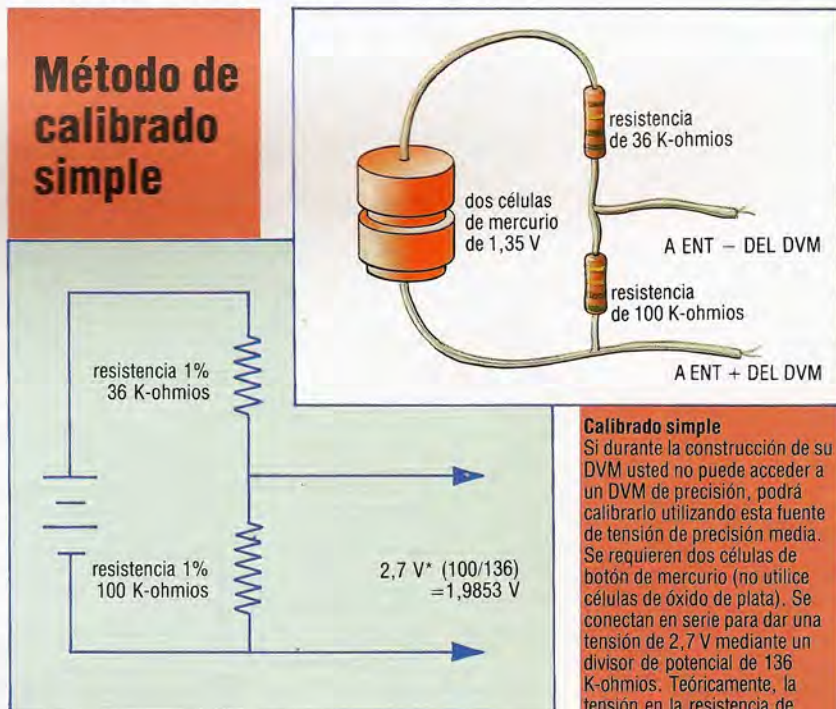 Método de
calibrado
simple
resistencia
de 36 K-ohmios
dos células
de mercurio
de 1,35 V
A ENT – DEL DVM
resistencia
de 100 K-ohmios
A ENT + DEL DVM
resistencia 1%
36 K-ohmios
resistencia 1%
100 K-ohmios
2,7 V* (100/136)
=1,9853 V
Calibrado simple
Si durante la construcción de su
DVM usted no puede acceder a
un DVM de precisión, podrá
calibrarlo utilizando esta fuente
de tensión de precisión media.
Se requieren dos células de
botón de mercurio (no utilice
células de óxido de plata). Se
conectan en serie para dar una
tensión de 2,7 V mediante un
divisor de potencial de 136
K-ohmios. Teóricamente, la
tensión en la resistencia de